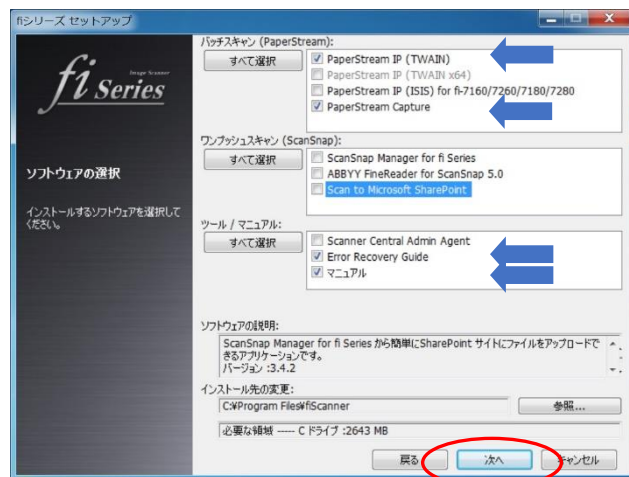 fiシリーズ セットアップ
バッチスキャン (PaperStream):
すべて選択
PaperStream IP (TWAIN)
PaperStream IP (TWAIN x64)
PaperStream IP (ISIS) for fi-7160/7260/7180/7280
PaperStream Capture
Image Scanner
fi Series
ワンプッシュスキャン (ScanSnap):
すべて選択
ScanSnap Manager for fi Series
ABBYY FineReader for ScanSnap 5.0
Scan to Microsoft SharePoint
ソフトウェアの選択
インストールするソフトウェアを選択して
ください。
ツール / マニュアル:
すべて選択
Scanner Central Admin Agent
Error Recovery Guide
マニュアル
ソフトウェアの説明:
ScanSnap Manager for fi Series から簡単にSharePoint サイトにファイルをアップロードで
きるアプリケーションです。
バージョン :3.4.2
インストール先の変更:
C:¥Program Files¥fiScanner
参照...
必要な領域 ----- C ドライブ :2643 MB
戻る
次へ
キャンセル